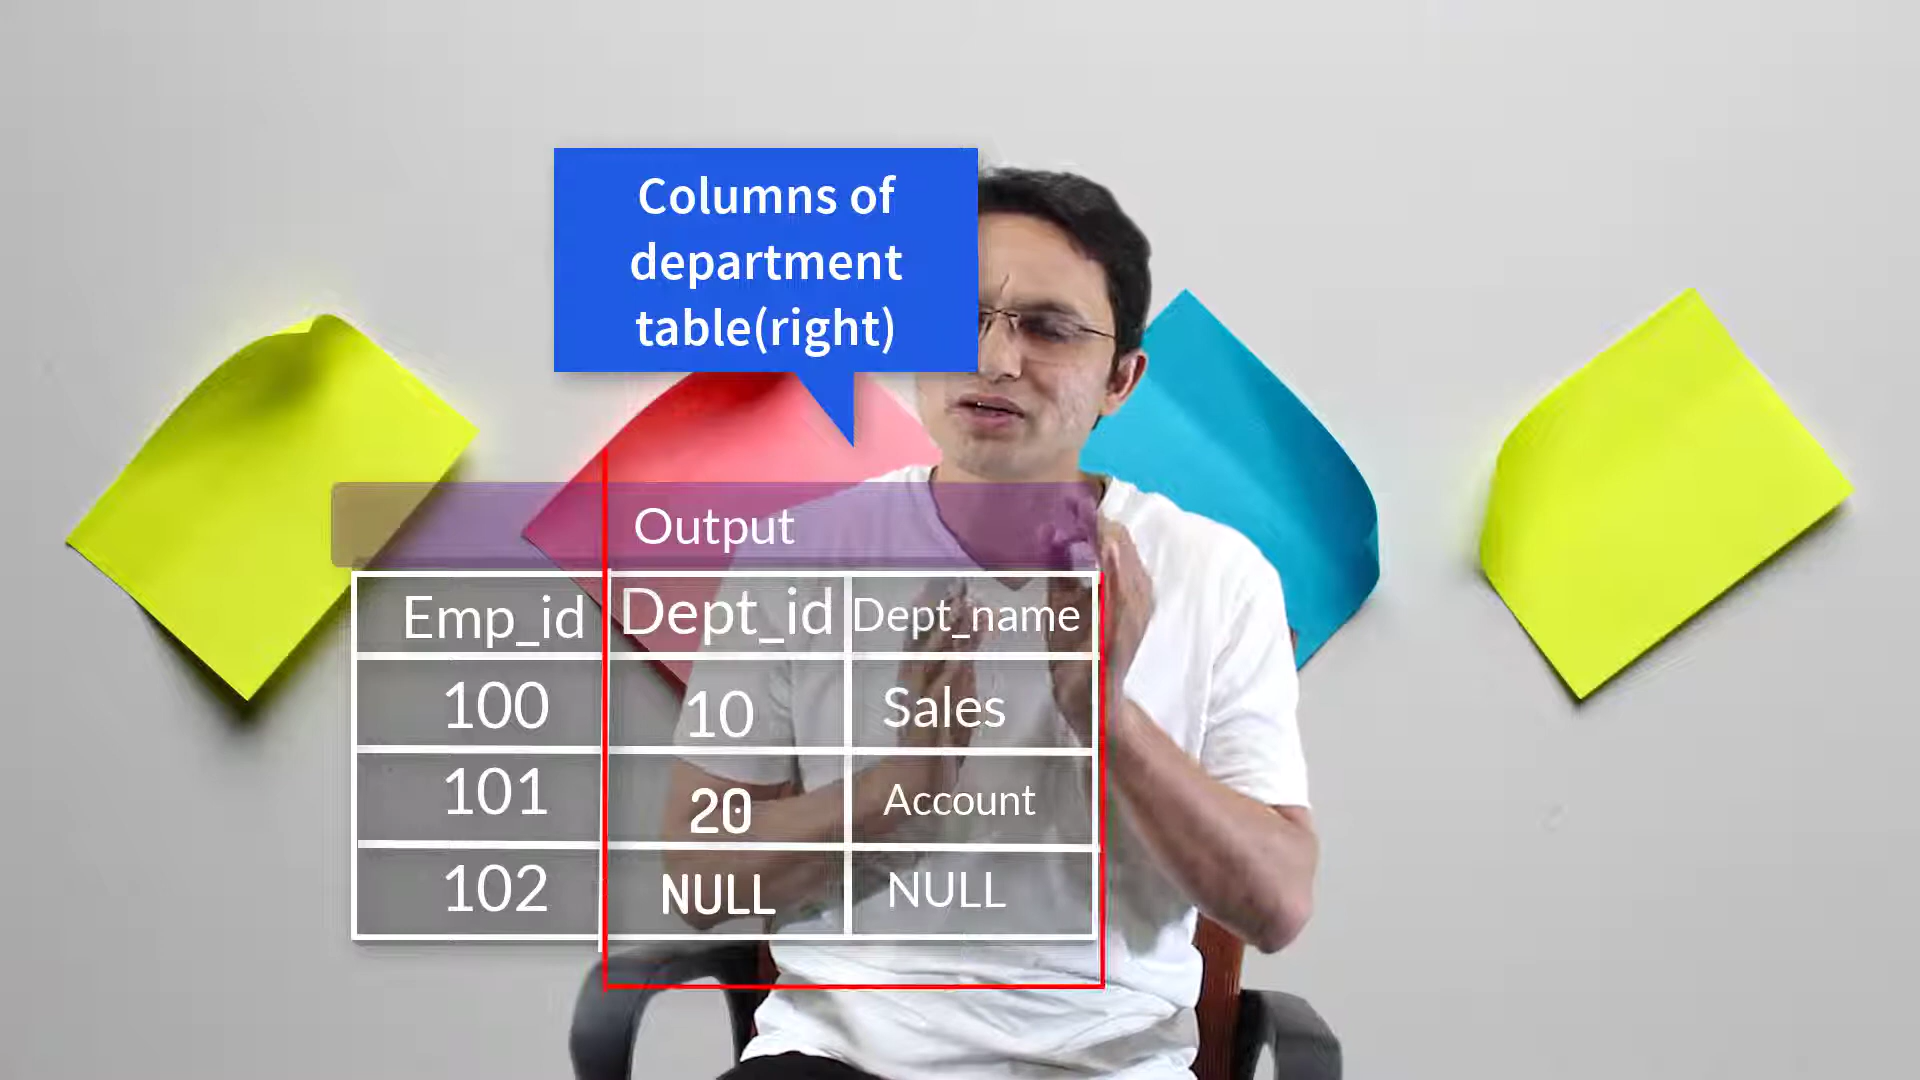 Columns of
department
table(right)
Output
Emp_id Dept_id Dept_name
100 10 Sales
101 20 Account
102 NULL NULL